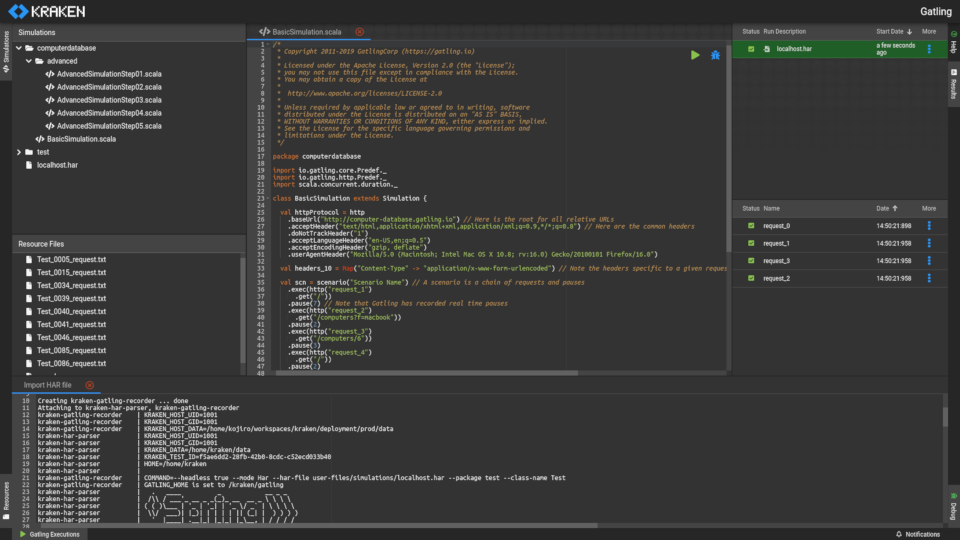 KRAKEN
Gatling
Simulations
Simulations
computerdatabase
advanced
AdvancedSimulationStep01.scala
AdvancedSimulationStep02.scala
AdvancedSimulationStep03.scala
AdvancedSimulationStep04.scala
AdvancedSimulationStep05.scala
BasicSimulation.scala
test
localhost.har
Resource Files
Test_0005_request.txt
Test_0015_request.txt
Test_0034_request.txt
Test_0039_request.txt
Test_0040_request.txt
Test_0041_request.txt
Test_0046_request.txt
Test_0085_request.txt
Test_0086_request.txt
BasicSimulation.scala
1 /*
2 * Copyright 2011-2019 GatlingCorp (https://gatling.io)
3 *
4 * Licensed under the Apache License, Version 2.0 (the "License");
5 * you may not use this file except in compliance with the License.
6 * You may obtain a copy of the License at
7 *
8 * http://www.apache.org/licenses/LICENSE-2.0
9 *
10 * Unless required by applicable law or agreed to in writing, software
11 * distributed under the License is distributed on an "AS IS" BASIS,
12 * WITHOUT WARRANTIES OR CONDITIONS OF ANY KIND, either express or implied.
13 * See the License for the specific language governing permissions and
14 * limitations under the License.
15 */
16
17 package computerdatabase
18
19 import io.gatling.core.Predef._
20 import io.gatling.http.Predef._
21 import scala.concurrent.duration._
22
23 class BasicSimulation extends Simulation {
24
25 val httpProtocol = http
26 .baseUrl("http://computer-database.gatling.io") // Here is the root for all relative URLs
27 .acceptHeader("text/html,application/xhtml+xml,application/xml;q=0.9,*/*;q=0.8") // Here are the common headers
28 .doNotTrackHeader("1")
29 .acceptLanguageHeader("en-US,en;q=0.5")
30 .acceptEncodingHeader("gzip, deflate")
31 .userAgentHeader("Mozilla/5.0 (Macintosh; Intel Mac OS X 10.8; rv:16.0) Gecko/20100101 Firefox/16.0")
32
33 val headers_10 = Map("Content-Type" -> "application/x-www-form-urlencoded") // Note the headers specific to a given reques
34
35 val scn = scenario("Scenario Name") // A scenario is a chain of requests and pauses
36 .exec(http("request_1")
37 .get("/"))
38 .pause(7) // Note that Gatling has recorded real time pauses
39 .exec(http("request_2")
40 .get("/computers?f=macbook"))
41 .pause(2)
42 .exec(http("request_3")
43 .get("/computers/6"))
44 .pause(3)
45 .exec(http("request_4")
46 .get("/"))
47 .pause(2)
48
Status Run Description Start Date More
localhost.har a few seconds ago
Status Name Date More
request_0 14:50:21:898
request_1 14:50:21:958
request_3 14:50:21:958
request_2 14:50:21:958
Help
Results
Debug
Import HAR file
9
10 Creating kraken-gatling-recorder ... done
11 Attaching to kraken-har-parser, kraken-gatling-recorder
12 kraken-gatling-recorder | KRAKEN_HOST_UID=1001
13 kraken-gatling-recorder | KRAKEN_HOST_GID=1001
14 kraken-gatling-recorder | KRAKEN_HOST_DATA=/home/kojiro/workspaces/kraken/deployment/prod/data
15 kraken-har-parser | KRAKEN_HOST_UID=1001
16 kraken-har-parser | KRAKEN_HOST_GID=1001
17 kraken-har-parser | KRAKEN_DATA=/home/kraken/data
18 kraken-har-parser | KRAKEN_TEST_ID=f5ae6dd2-28fb-42b0-8cdc-c52ecd033b40
19 kraken-har-parser | HOME=/home/kraken
20 kraken-har-parser |
21 kraken-gatling-recorder | COMMAND=--headless true --mode Har --har-file user-files/simulations/localhost.har --package test --class-name Test
22 kraken-gatling-recorder | GATLING_HOME is set to /kraken/gatling
23 kraken-har-parser
24 kraken-har-parser
25 kraken-har-parser
26 kraken-har-parser
27 kraken-har-parser
28
Resources
Gatling Executions
Notifications